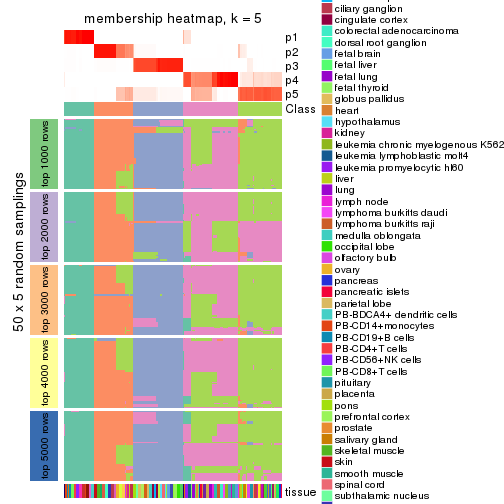 membership heatmap, k = 5
p1
p2
p3
p4
p5
Class
50 x 5 random samplings
top 1000 rows
top 2000 rows
top 3000 rows
top 4000 rows
top 5000 rows
tissue
ciliary ganglion
cingulate cortex
colorectal adenocarcinoma
dorsal root ganglion
fetal brain
fetal liver
fetal lung
fetal thyroid
globus pallidus
heart
hypothalamus
kidney
leukemia chronic myelogenous K562
leukemia lymphoblastic molt4
leukemia promyelocytic hl60
liver
lung
lymph node
lymphoma burkitts daudi
lymphoma burkitts raji
medulla oblongata
occipital lobe
olfactory bulb
ovary
pancreas
pancreatic islets
parietal lobe
PB-BDCA4+ dendritic cells
PB-CD14+monocytes
PB-CD19+B cells
PB-CD4+T cells
PB-CD56+NK cells
PB-CD8+T cells
pituitary
placenta
pons
prefrontal cortex
prostate
salivary gland
skeletal muscle
skin
smooth muscle
spinal cord
subthalamic nucleus